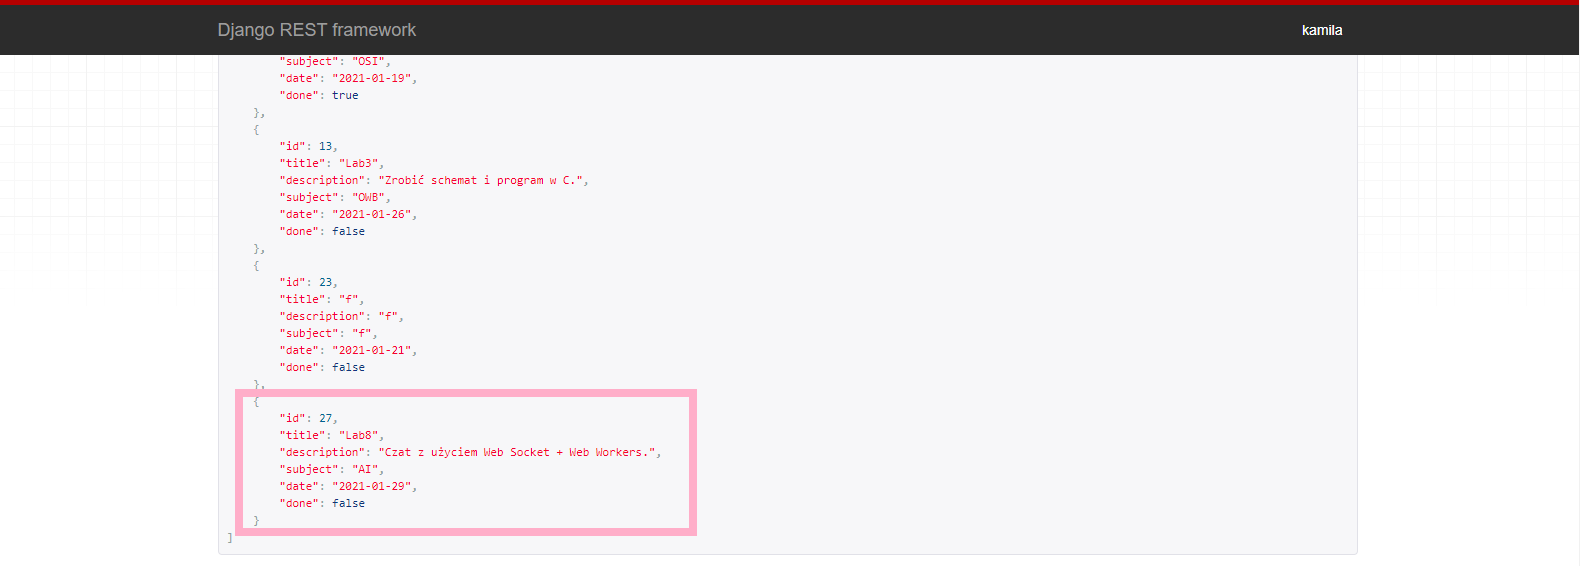 Django REST framework
kamila
"subject": "OSI",
"date": "2021-01-19",
"done": true
},
{
"id": 13,
"title": "Lab3",
"description": "Zrobić schemat i program w C.",
"subject": "OWB",
"date": "2021-01-26",
"done": false
},
{
"id": 23,
"title": "f",
"description": "f",
"subject": "f",
"date": "2021-01-21",
"done": false
},
{
"id": 27,
"title": "Lab8",
"description": "Czat z użyciem Web Socket + Web Workers.",
"subject": "AI",
"date": "2021-01-29",
"done": false
}
]